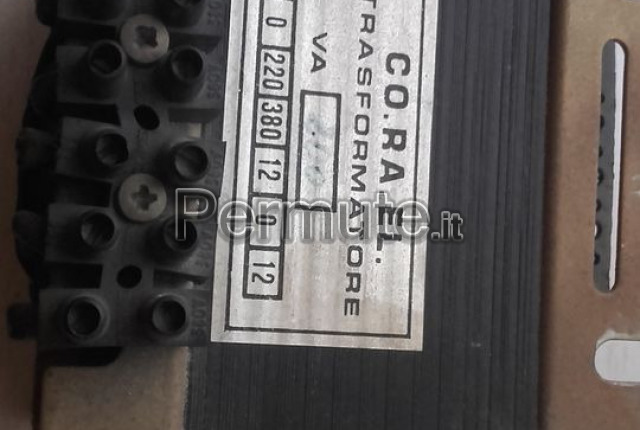 CO.RA.EL.
TRASFORMATORE
VA
0 220 380 12 0 12
Permute.it